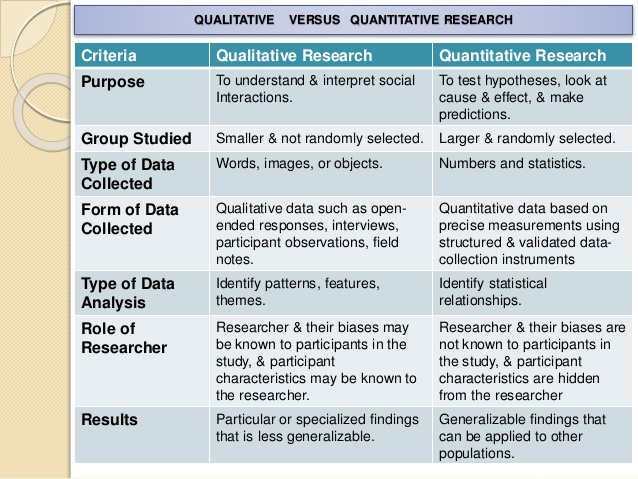 QUALITATIVE VERSUS QUANTITATIVE RESEARCH
Criteria Qualitative Research Quantitative Research
Purpose
To understand & interpret social
Interactions.
To test hypotheses, look at
cause & effect, & make
predictions.
Group Studied
Smaller & not randomly selected.
Larger & randomly selected.
Type of Data
Collected
Words, images, or objects.
Numbers and statistics.
Form of Data
Collected
Qualitative data such as open-
ended responses, interviews,
participant observations, field
notes.
Quantitative data based on
precise measurements using
structured & validated data-
collection instruments
Type of Data
Analysis
Identify patterns, features,
themes.
Identify statistical
relationships.
Role of
Researcher
Researcher & their biases may
be known to participants in the
study, & participant
characteristics may be known to
the researcher.
Researcher & their biases are
not known to participants in
the study, & participant
characteristics are hidden
from the researcher
Results
Particular or specialized findings
that is less generalizable.
Generalizable findings that
can be applied to other
populations.